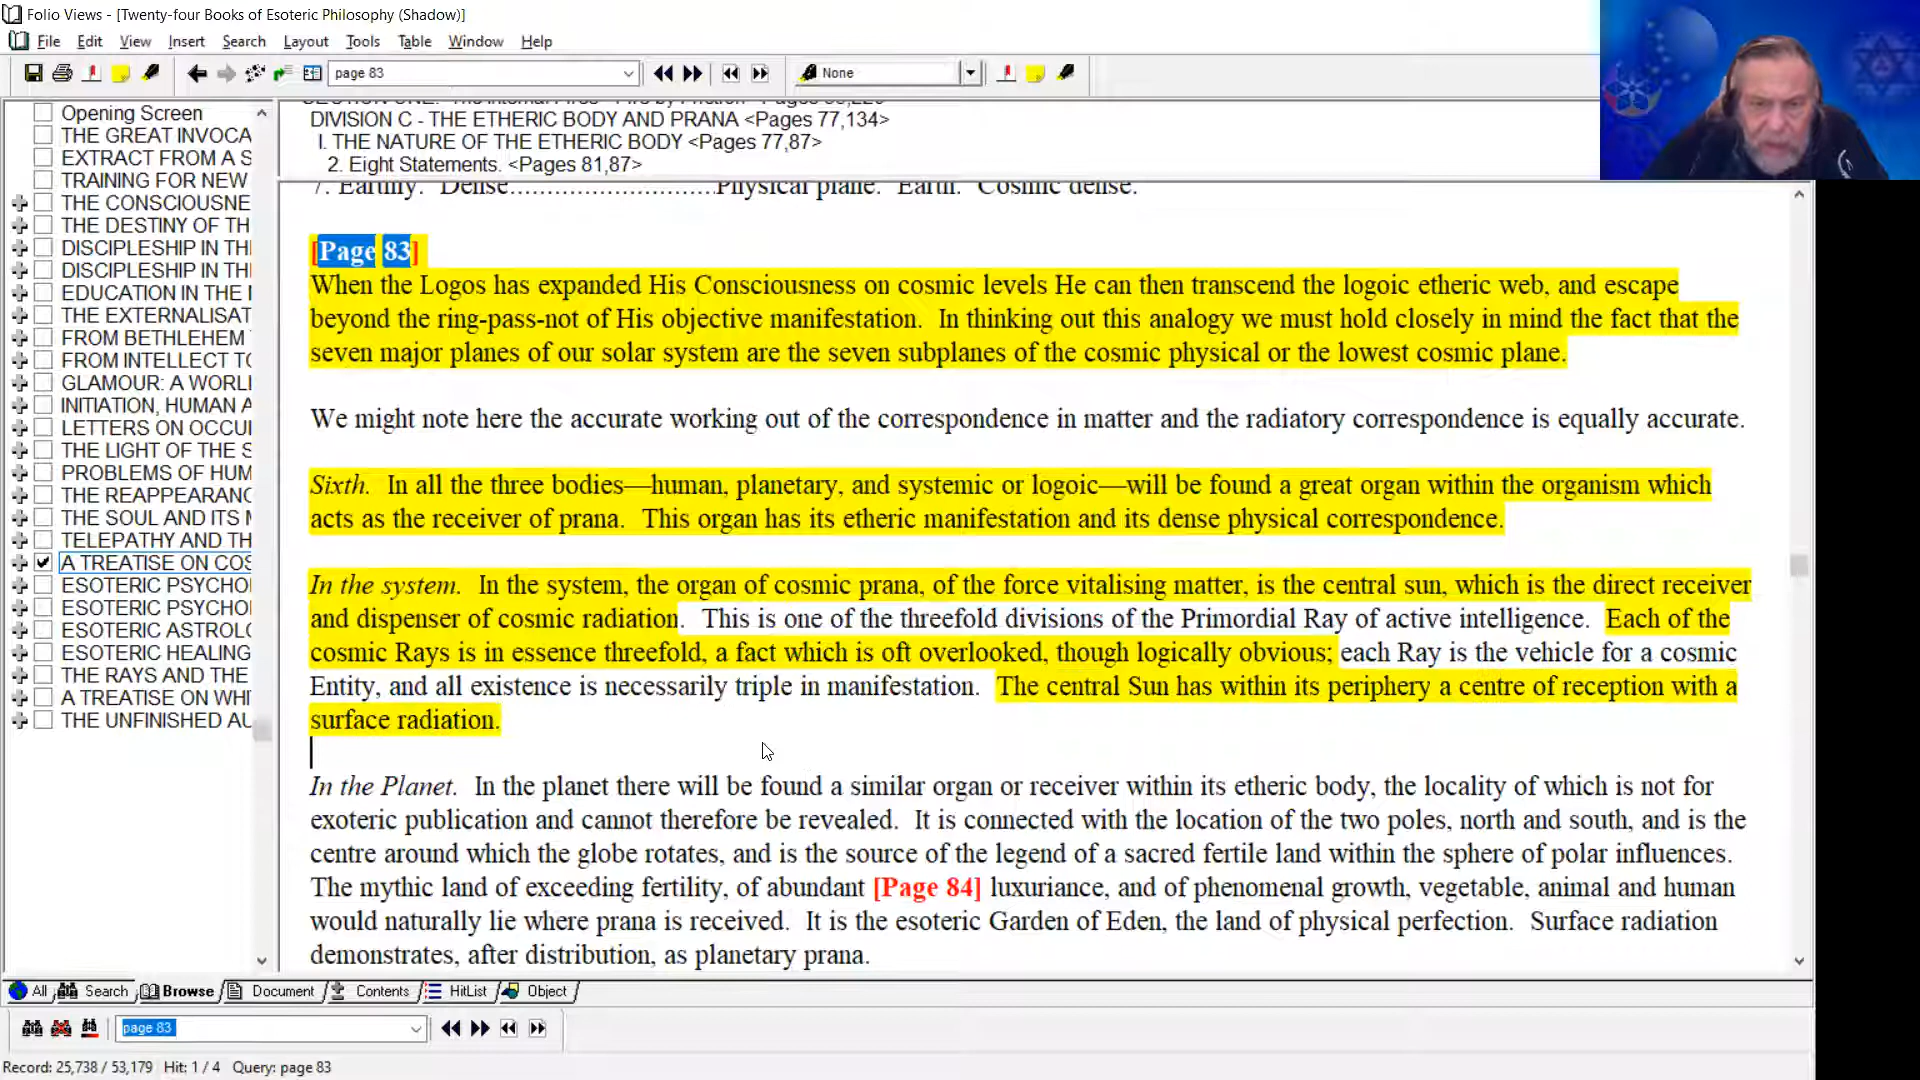 Folio Views - [Twenty-four Books of Esoteric Philosophy (Shadow)]
File Edit View Insert Search Layout Tools Table Window Help
page 83
None
Opening Screen
THE GREAT INVOCA
EXTRACT FROM A S
TRAINING FOR NEW
THE CONSCIOUSNE
THE DESTINY OF TH
DISCIPLESHIP IN THI
DISCIPLESHIP IN THI
EDUCATION IN THE I
THE EXTERNALISAT
FROM BETHLEHEM
FROM INTELLECT TO
GLAMOUR: A WORLI
INITIATION, HUMAN A
LETTERS ON OCCUI
THE LIGHT OF THE S
PROBLEMS OF HUM
THE REAPPEARANC
THE SOUL AND ITS M
TELEPATHY AND TH
A TREATISE ON COS
ESOTERIC PSYCHO
ESOTERIC PSYCHO
ESOTERIC ASTROLO
ESOTERIC HEALING
THE RAYS AND THE
A TREATISE ON WHI
THE UNFINISHED AU
DIVISION C - THE ETHERIC BODY AND PRANA <Pages 77,134>
I. THE NATURE OF THE ETHERIC BODY <Pages 77,87>
2. Eight Statements. <Pages 81,87>
7. Earthly. Dense..........................Physical plane. Earth. Cosmic dense.
[Page 83]
When the Logos has expanded His Consciousness on cosmic levels He can then transcend the logoic etheric web, and escape
beyond the ring-pass-not of His objective manifestation. In thinking out this analogy we must hold closely in mind the fact that the
seven major planes of our solar system are the seven subplanes of the cosmic physical or the lowest cosmic plane.
We might note here the accurate working out of the correspondence in matter and the radiatory correspondence is equally accurate.
Sixth. In all the three bodies—human, planetary, and systemic or logoic—will be found a great organ within the organism which
acts as the receiver of prana. This organ has its etheric manifestation and its dense physical correspondence.
In the system. In the system, the organ of cosmic prana, of the force vitalising matter, is the central sun, which is the direct receiver
and dispenser of cosmic radiation. This is one of the threefold divisions of the Primordial Ray of active intelligence. Each of the
cosmic Rays is in essence threefold, a fact which is oft overlooked, though logically obvious; each Ray is the vehicle for a cosmic
Entity, and all existence is necessarily triple in manifestation. The central Sun has within its periphery a centre of reception with a
surface radiation.
In the Planet. In the planet there will be found a similar organ or receiver within its etheric body, the locality of which is not for
exoteric publication and cannot therefore be revealed. It is connected with the location of the two poles, north and south, and is the
centre around which the globe rotates, and is the source of the legend of a sacred fertile land within the sphere of polar influences.
The mythic land of exceeding fertility, of abundant [Page 84] luxuriance, and of phenomenal growth, vegetable, animal and human
would naturally lie where prana is received. It is the esoteric Garden of Eden, the land of physical perfection. Surface radiation
demonstrates, after distribution, as planetary prana.
All Search Browse Document Contents HitList Object
page 83
Record: 25,738 / 53,179 Hit: 1 / 4 Query: page 83